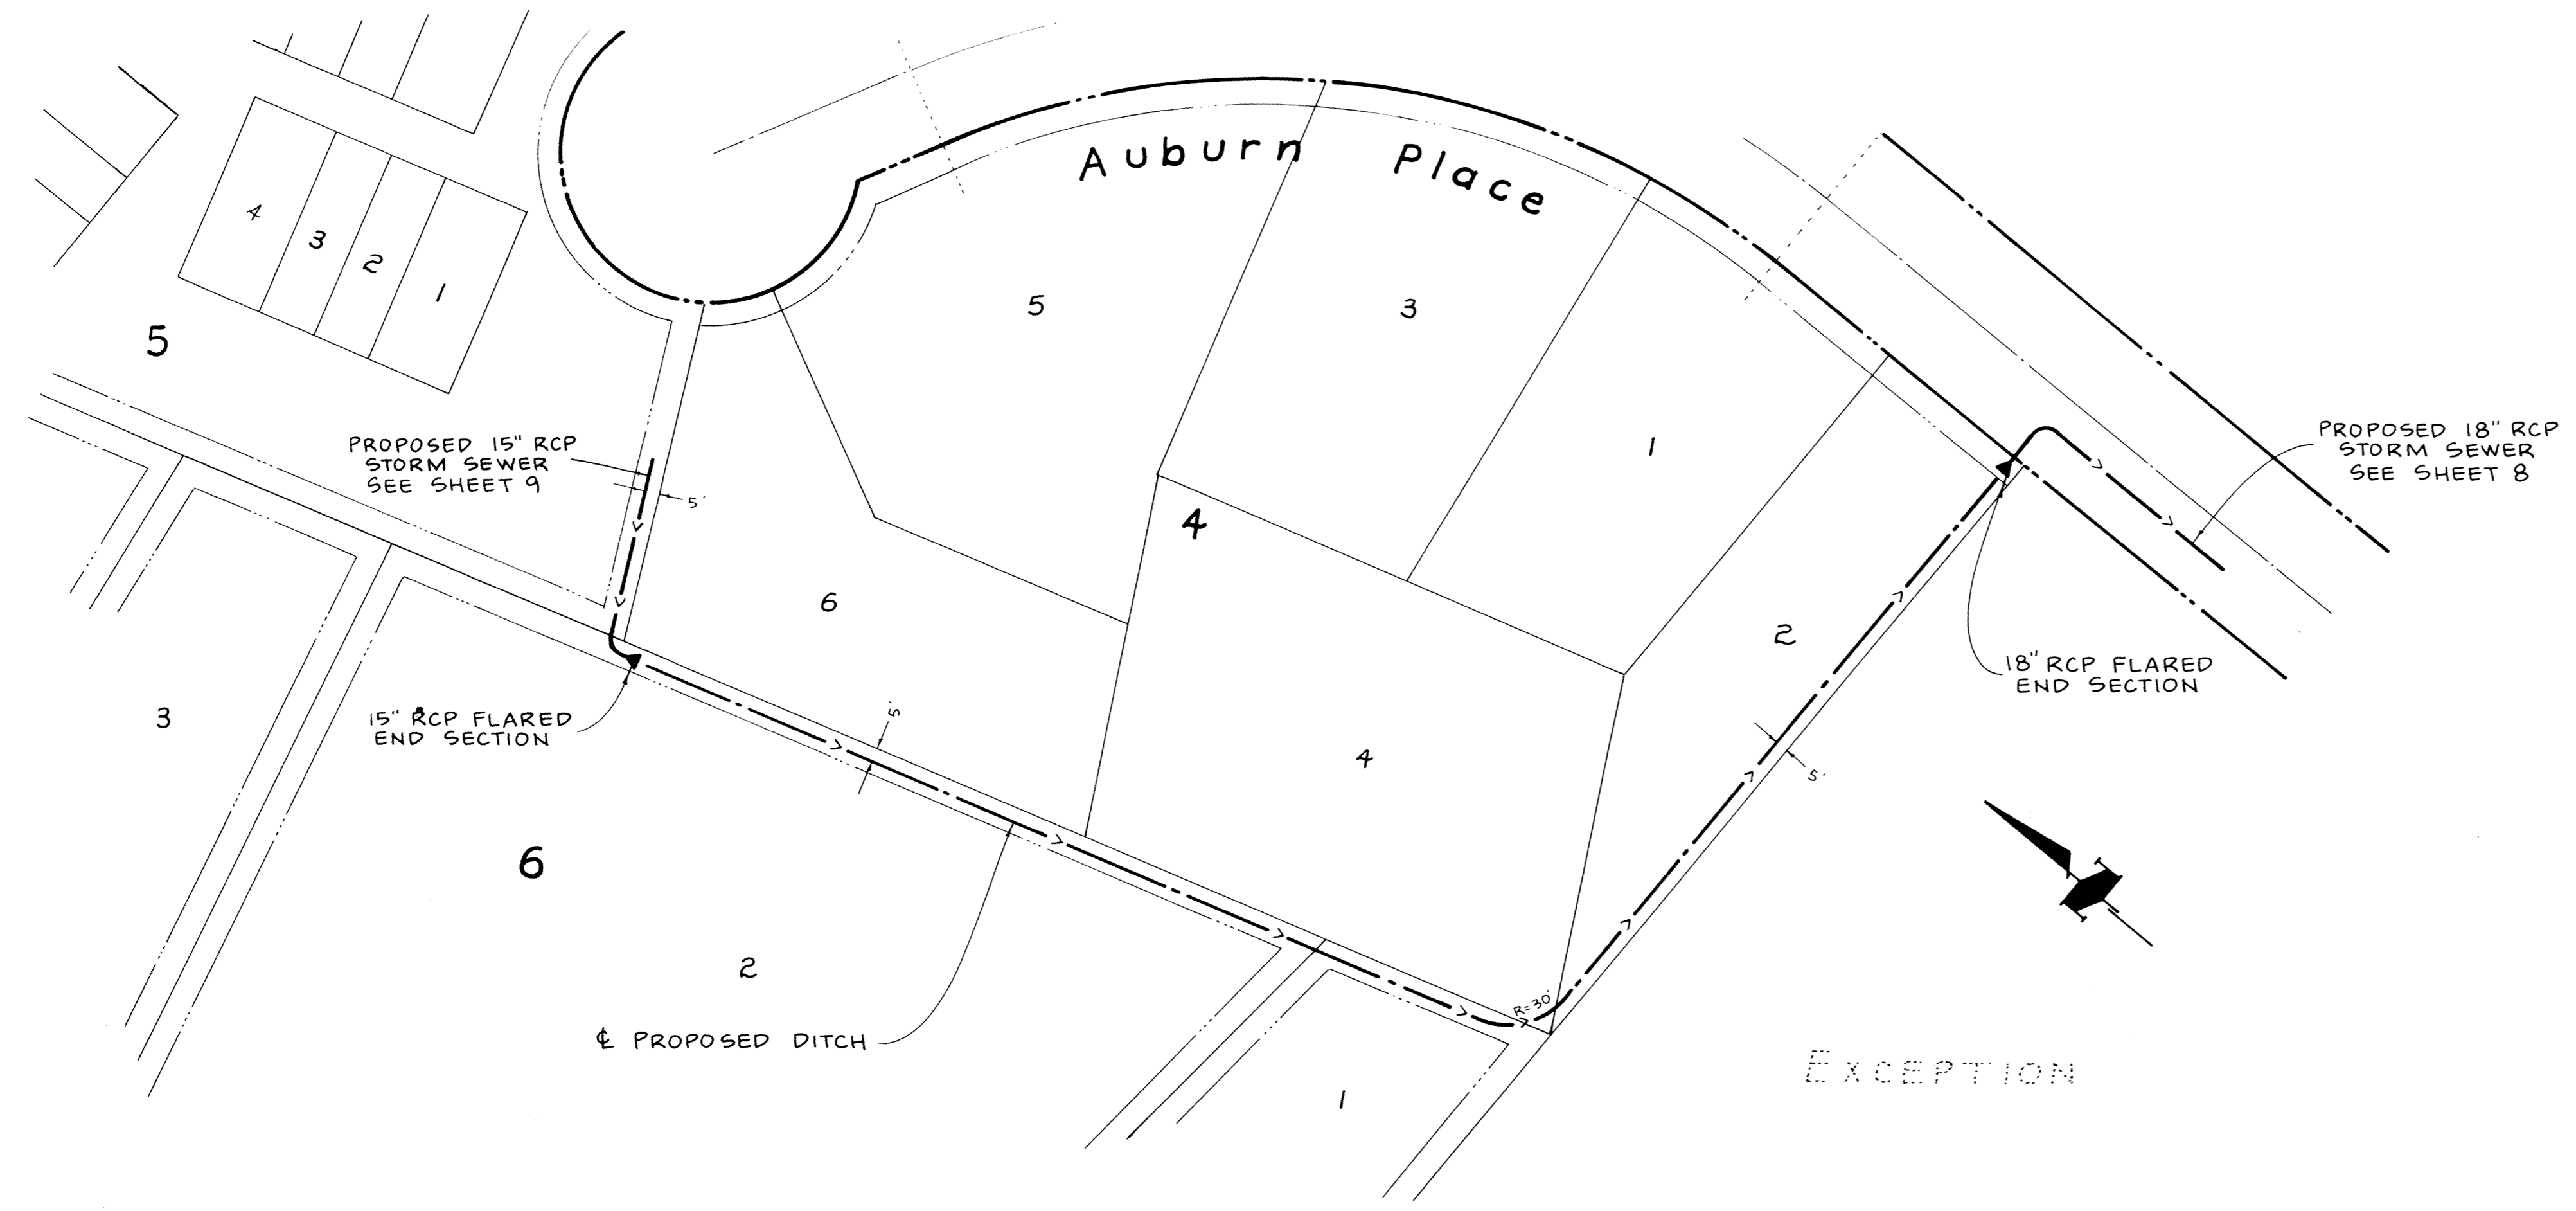 Auburn Place
4
3
2
1
5
5
3
1
PROPOSED 15" RCP
STORM SEWER
SEE SHEET 9
5'
PROPOSED 18" RCP
STORM SEWER
SEE SHEET 8
4
6
2
18" RCP FLARED
END SECTION
3
15" RCP FLARED
END SECTION
5'
4
5'
6
2
R=30'
℄ PROPOSED DITCH
1
EXCEPTION